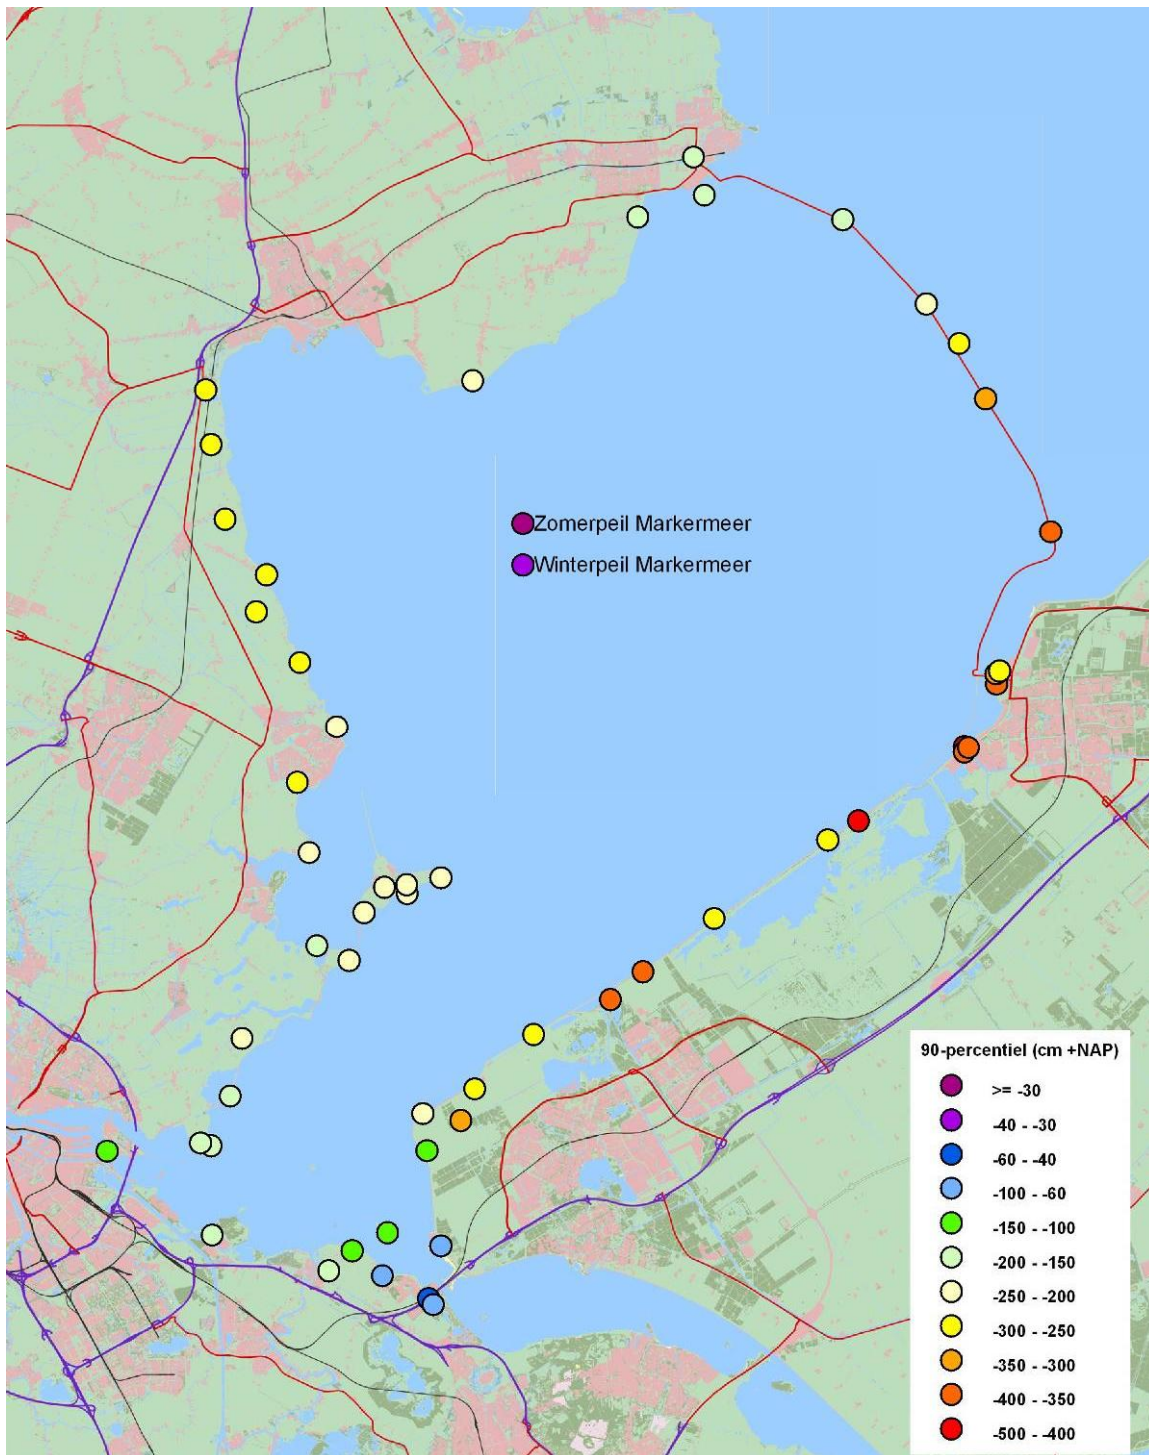 Zomerpeil Markermeer
Winterpeil Markermeer
90-percentiel (cm +NAP)
>= -30
-40 - -30
-60 - -40
-100 - -60
-150 - -100
-200 - -150
-250 - -200
-300 - -250
-350 - -300
-400 - -350
-500 - -400